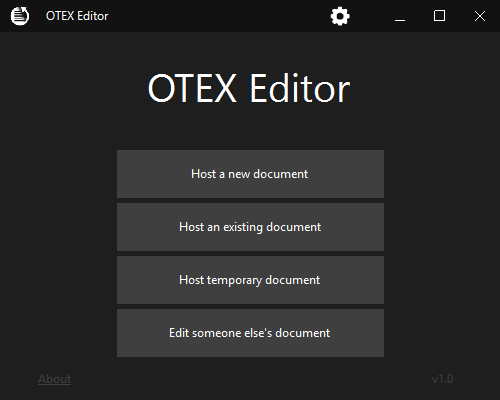 OTEX Editor
OTEX Editor
Host a new document
Host an existing document
Host temporary document
Edit someone else's document
About
v1.0